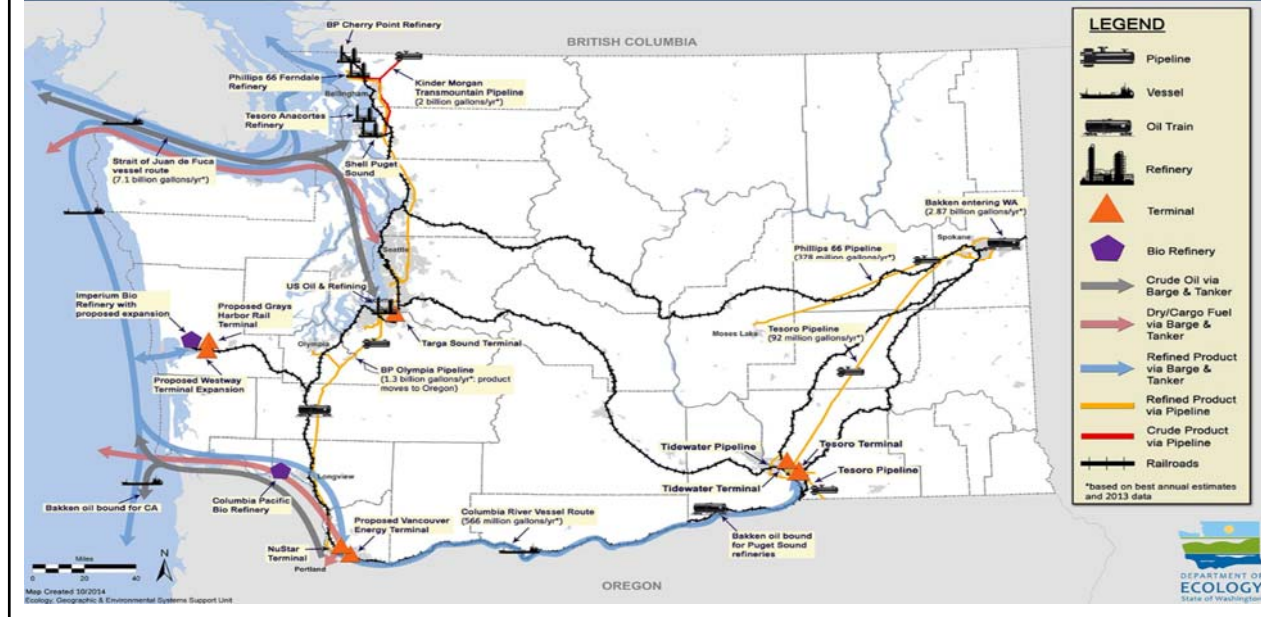 BP Cherry Point Refinery
BRITISH COLUMBIA
Phillips 66 Ferndale
Refinery
Bellingham
Kinder Morgan
Transmountain Pipeline
(2 billion gallons/yr*)
Tesoro Anacortes
Refinery
Shell Puget
Sound
Strait of Juan de Fuca
vessel route
(7.1 billion gallons/yr*)
Bakken entering WA
(2.87 billion gallons/yr*)
Spokane
Phillips 66 Pipeline
(378 million gallons/yr*)
Seattle
US Oil & Refining
Imperium Bio
Refinery with
proposed expansion
Proposed Grays
Harbor Rail
Terminal
Moses Lake
Tesoro Pipeline
(92 million gallons/yr*)
Olympia
Targa Sound Terminal
Proposed Westway
Terminal Expansion
BP Olympia Pipeline
(1.3 billion gallons/yr*: product
moves to Oregon)
Tidewater Pipeline
Tesoro Terminal
Tidewater Terminal
Tesoro Pipeline
Longview
Columbia Pacific
Bio Refinery
Bakken oil bound for CA
Proposed Vancouver
Energy Terminal
Columbia River Vessel Route
(566 million gallons/yr*)
Bakken oil bound
for Puget Sound
refineries
NuStar
Terminal
Portland
OREGON
Miles
0 20 40
N
Map Created 10/2014
Ecology, Geographic & Environmental Systems Support Unit
LEGEND
Pipeline
Vessel
Oil Train
Refinery
Terminal
Bio Refinery
Crude Oil via
Barge & Tanker
Dry/Cargo Fuel
via Barge &
Tanker
Refined Product
via Barge &
Tanker
Refined Product
via Pipeline
Crude Product
via Pipeline
Railroads
*based on best annual estimates
and 2013 data
DEPARTMENT OF
ECOLOGY
State of Washington